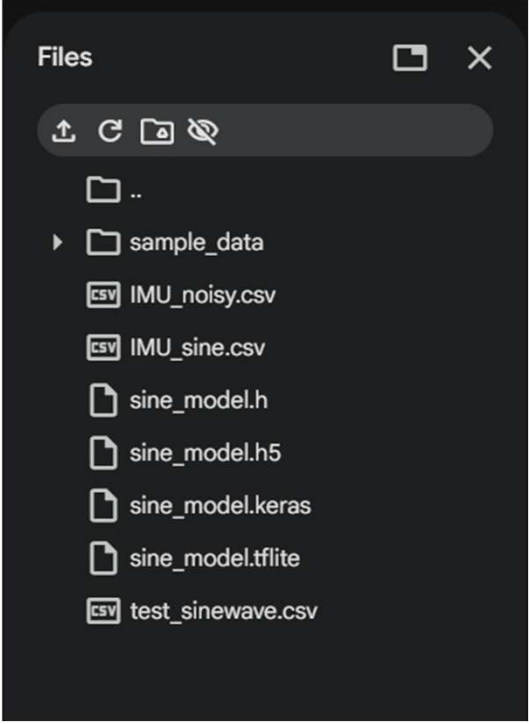 Files
..
sample_data
CSV IMU_noisy.csv
CSV IMU_sine.csv
sine_model.h
sine_model.h5
sine_model.keras
sine_model.tflite
CSV test_sinewave.csv